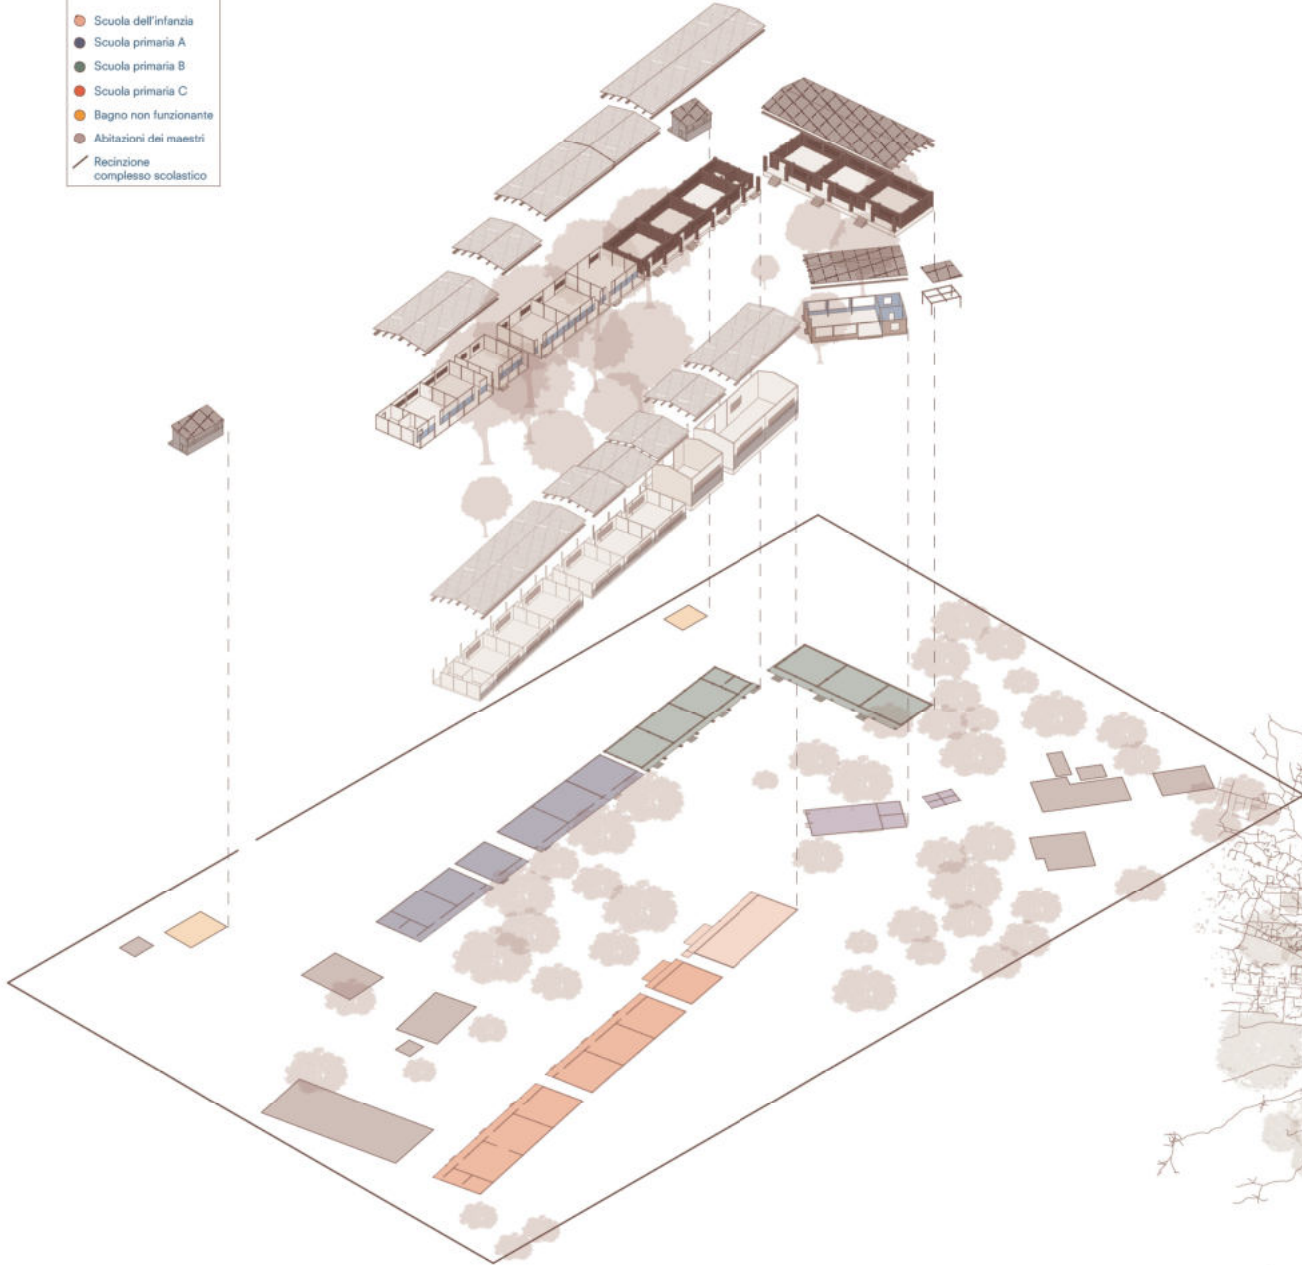 Scuola dell'infanzia
Scuola primaria A
Scuola primaria B
Scuola primaria C
Bagno non funzionante
Abitazioni dei maestri
Recinzione
complesso scolastico